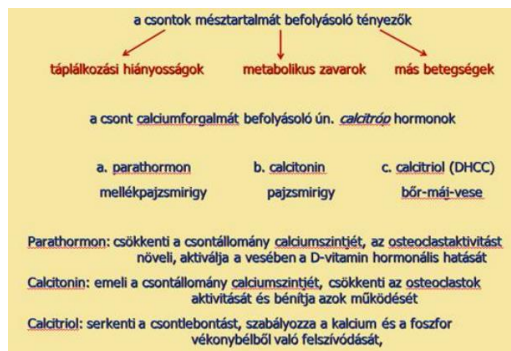 a csontok mésztartalmát befolyásoló tényezők
táplálkozási hiányosságok metabolikus zavarok más betegségek
a csont calciumforgalmát befolyásoló ún. calcitróp hormonok
a. parathormon b. calcitonin c. calcitriol (DHCC)
mellékpajzsmirigy pajzsmirigy bőr-máj-vese
Parathormon: csökkenti a csontállomány calciumszintjét, az osteoclastaktivitást
növeli, aktiválja a vesében a D-vitamin hormonális hatását
Calcitonin: emeli a csontállomány calciumszintjét, csökkenti az osteoclastok
aktivitását és bénítja azok működését
Calcitriol: serkenti a csontlebontást, szabályozza a kalcium és a foszfor
vékonybélből való felszívódását,